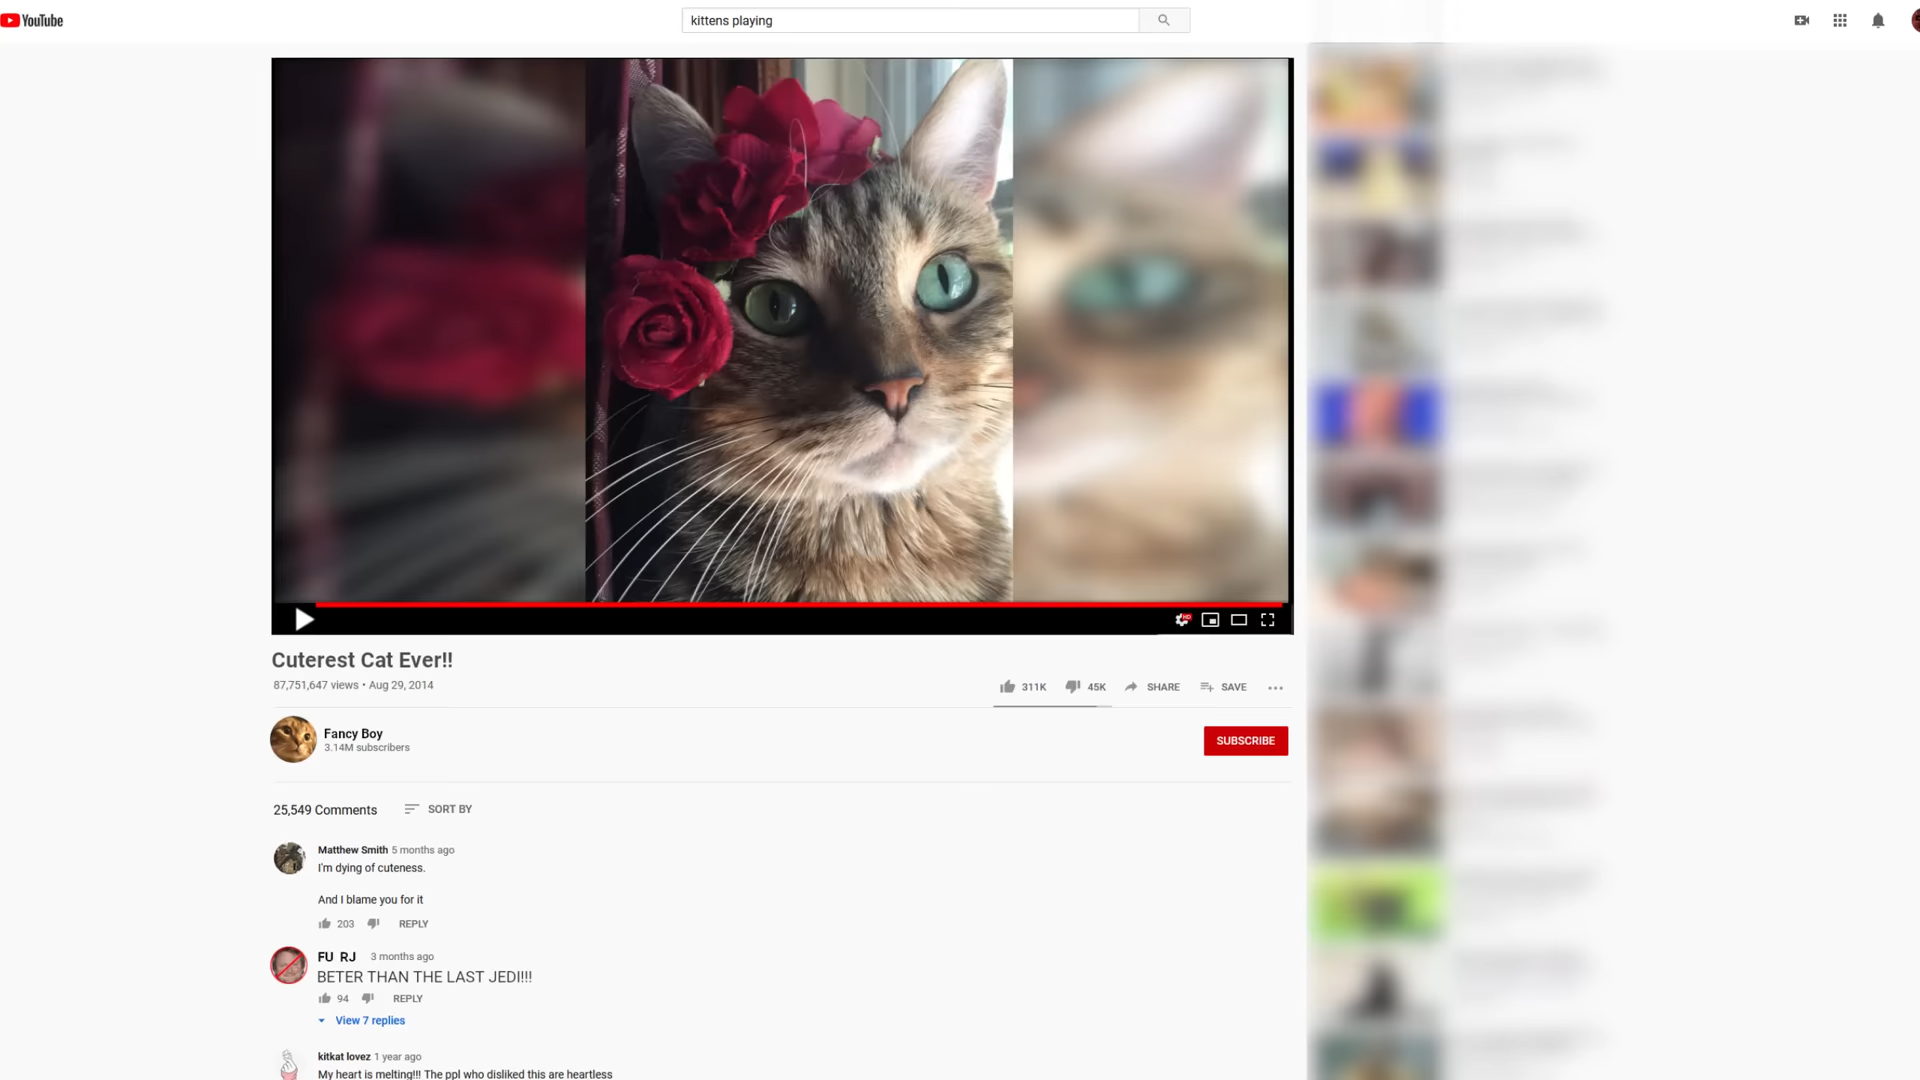 YouTube
kittens playing
HD
Cuterest Cat Ever!!
87,751,647 views • Aug 29, 2014
311K 45K SHARE SAVE
Fancy Boy
3.14M subscribers
SUBSCRIBE
25,549 Comments SORT BY
Matthew Smith 5 months ago
I'm dying of cuteness.
And I blame you for it
203 REPLY
FU RJ 3 months ago
BETER THAN THE LAST JEDI!!!
94 REPLY
View 7 replies
kitkat lovez 1 year ago
My heart is melting!!! The ppl who disliked this are heartless